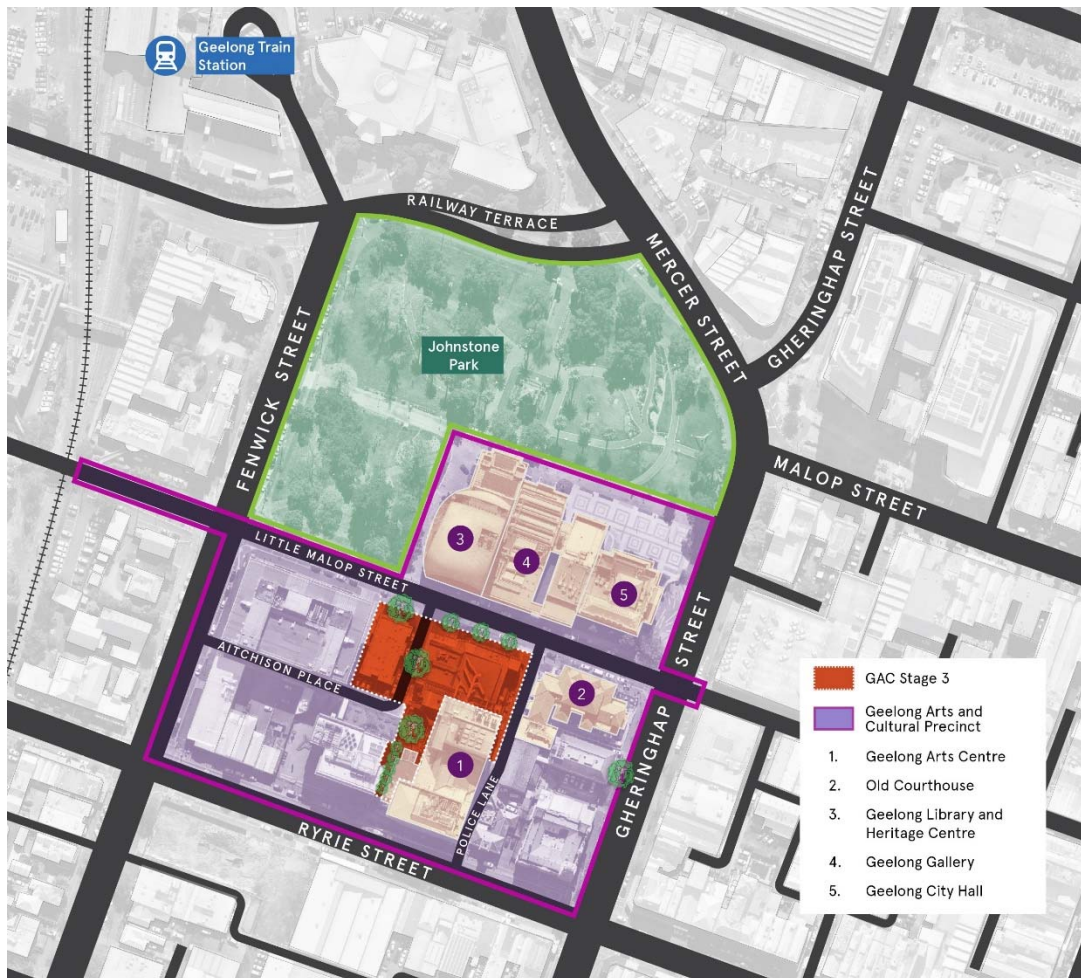 Geelong Train
Station
RAILWAY TERRACE
MERCER STREET
GHERINGHAP STREET
FENWICK STREET
Johnstone
Park
MALOP STREET
LITTLE MALOP STREET
3
4
5
AITCHISON PLACE
2
1
POLICE LANE
GHERINGHAP STREET
RYRIE STREET
GAC Stage 3
Geelong Arts and
Cultural Precinct
1. Geelong Arts Centre
2. Old Courthouse
3. Geelong Library and
Heritage Centre
4. Geelong Gallery
5. Geelong City Hall